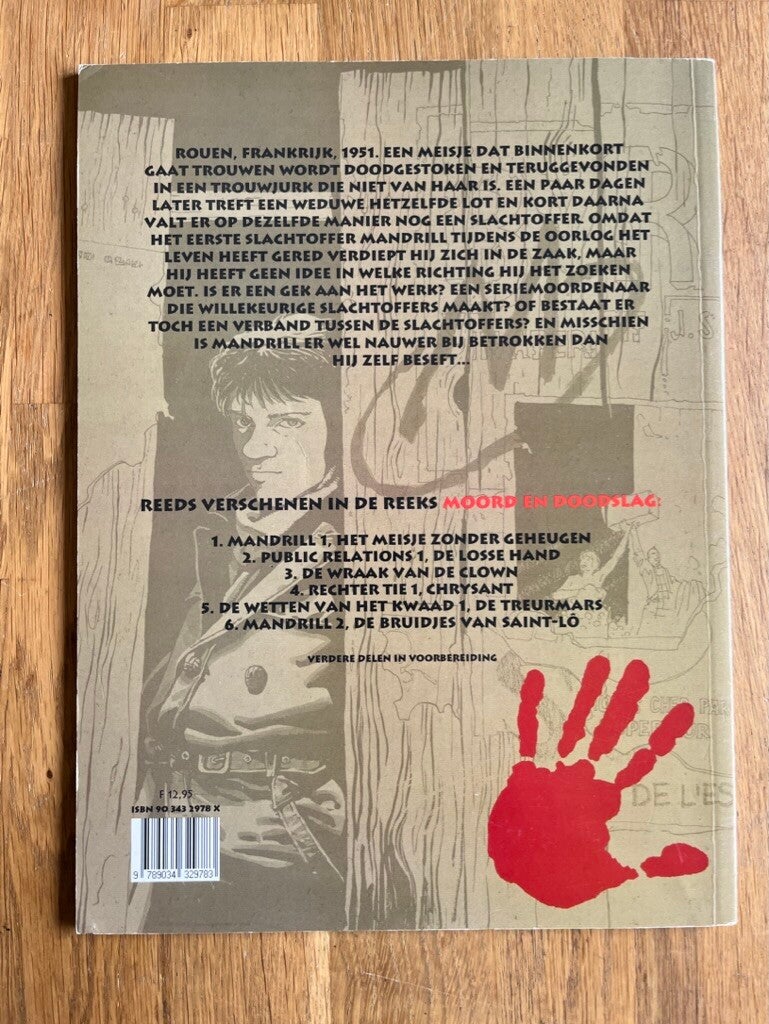 ROUEN, FRANKRIJK, 1951. EEN MEISJE DAT BINNENKORT
GAAT TROUWEN WORDT DOODGESTOKEN EN TERUGGEVONDEN
IN EEN TROUWJURK DIE NIET VAN HAAR IS. EEN PAAR DAGEN
LATER TREFT EEN WEDUWE HETZELFDE LOT EN KORT DAARNA
VALT ER OP DEZELFDE MANIER NOG EEN SLACHTOFFER. OMDAT
HET EERSTE SLACHTOFFER MANDRILL TIJDENS DE OORLOG HET
LEVEN HEEFT GERED VERDIEPT HIJ ZICH IN DE ZAAK, MAAR
HIJ HEEFT GEEN IDEE IN WELKE RICHTING HIJ HET ZOEKEN
MOET. IS ER EEN GEK AAN HET WERK? EEN SERIEMOORDENAAR
DIE WILLEKEURIGE SLACHTOFFERS MAAKT? OF BESTAAT ER
TOCH EEN VERBAND TUSSEN DE SLACHTOFFERS? EN MISSCHIEN
IS MANDRILL ER WEL NAUWER BIJ BETROKKEN DAN
HIJ ZELF BESEFT...
REEDS VERSCHENEN IN DE REEKS MOORD EN DOODSLAG:
1. MANDRILL 1, HET MEISJE ZONDER GEHEUGEN
2. PUBLIC RELATIONS 1, DE LOSSE HAND
3. DE WRAAK VAN DE CLOWN
4. RECHTER TIE 1, CHRYSANT
5. DE WETTEN VAN HET KWAAD 1, DE TREURMARS
6. MANDRILL 2, DE BRUIDJES VAN SAINT-LÔ
VERDERE DELEN IN VOORBEREIDING
DE L'ES
F 12,95
ISBN 90 343 2978 X
9 789034 329783